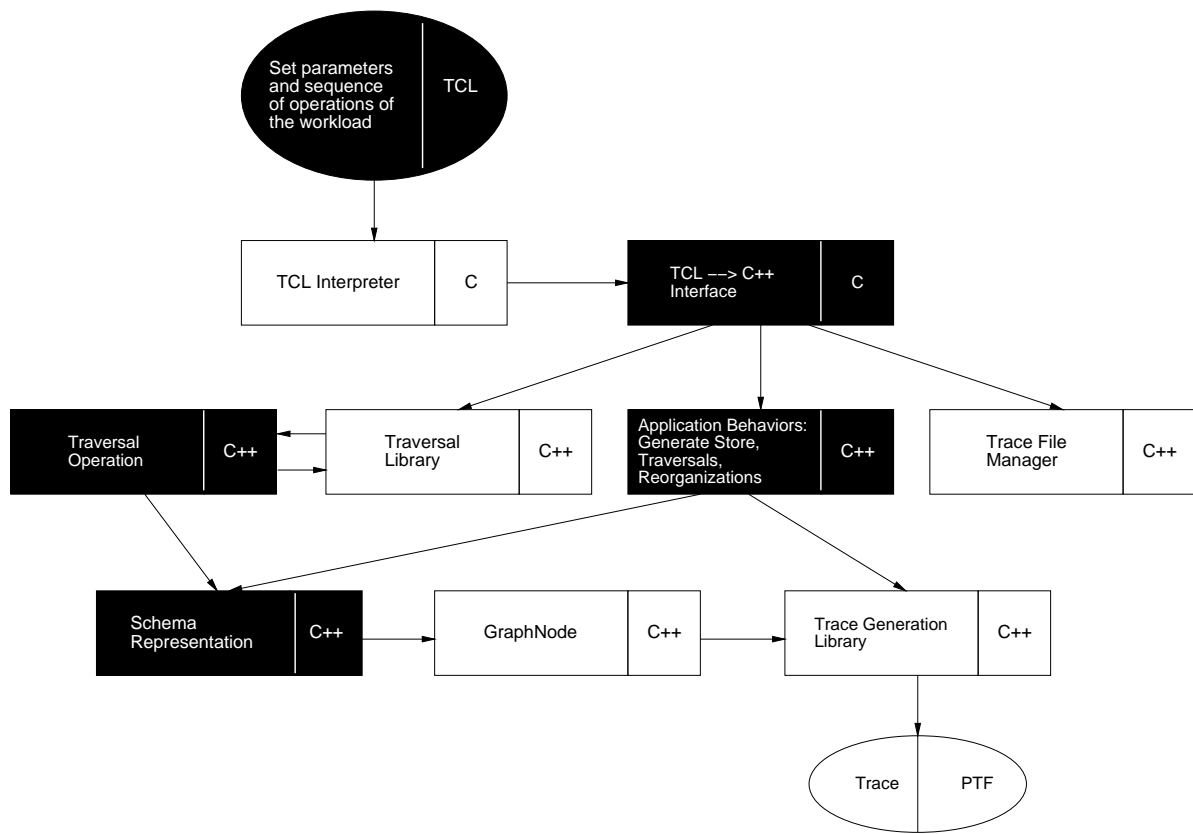 Set parameters
and sequence
of operations of
the workload
TCL
TCL Interpreter
C
TCL −−> C++
Interface
C
Traversal
Operation
C++
Traversal
Library
C++
Application Behaviors:
Generate Store,
Traversals,
Reorganizations
C++
Trace File
Manager
C++
Schema
Representation
C++
GraphNode
C++
Trace Generation
Library
C++
Trace
PTF